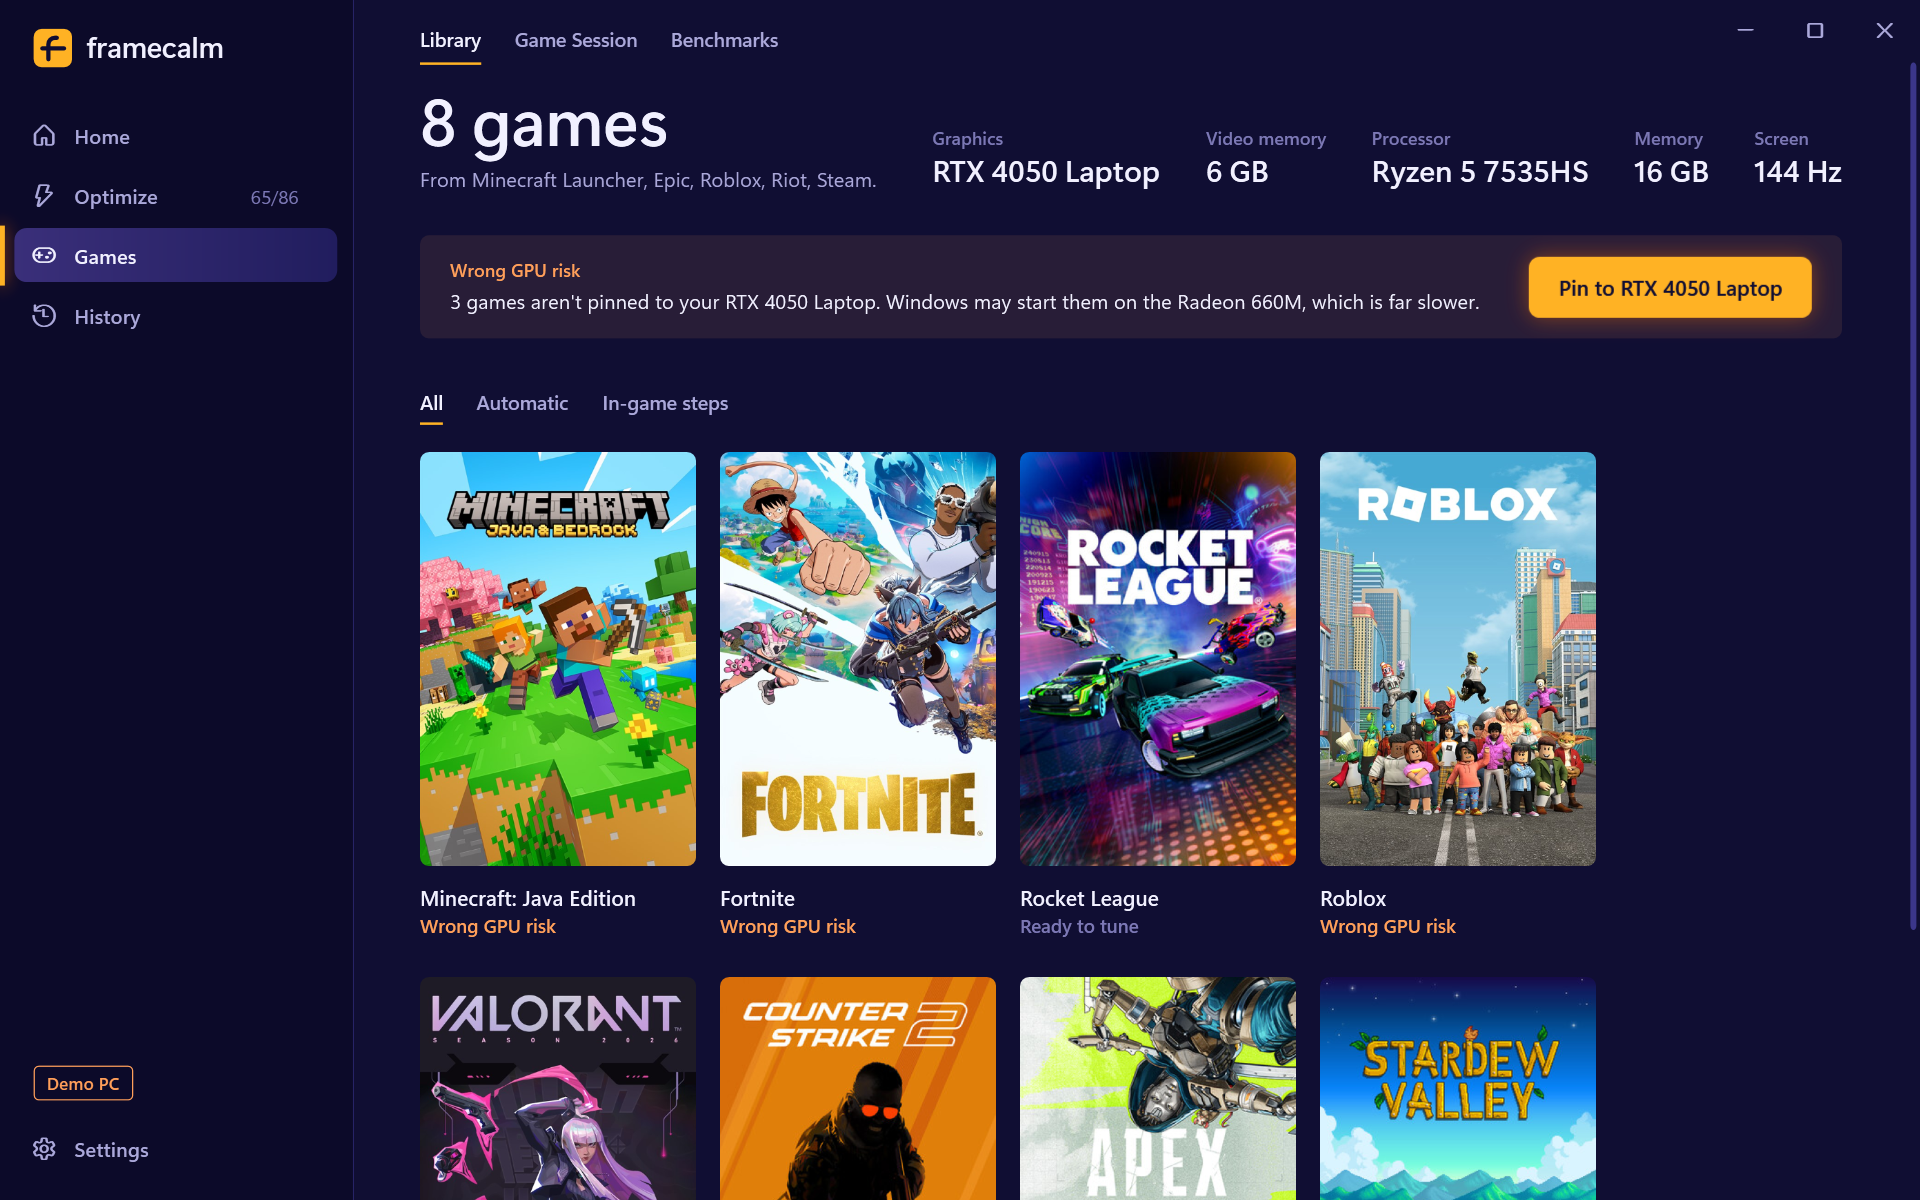 framecalm
Home
Optimize 65/86
Games
History
Demo PC
Settings
Library Game Session Benchmarks
8 games
From Minecraft Launcher, Epic, Roblox, Riot, Steam.
Graphics
RTX 4050 Laptop
Video memory
6 GB
Processor
Ryzen 5 7535HS
Memory
16 GB
Screen
144 Hz
Wrong GPU risk
3 games aren't pinned to your RTX 4050 Laptop. Windows may start them on the Radeon 660M, which is far slower.
Pin to RTX 4050 Laptop
All Automatic In-game steps
MINECRAFT
JAVA & BEDROCK
Minecraft: Java Edition
Wrong GPU risk
FORTNITE
Fortnite
Wrong GPU risk
ROCKET
LEAGUE
Rocket League
Ready to tune
ROBLOX
Roblox
Wrong GPU risk
VALORANT
SEASON 2026
COUNTER
STRIKE 2
APEX
STARDEW
VALLEY